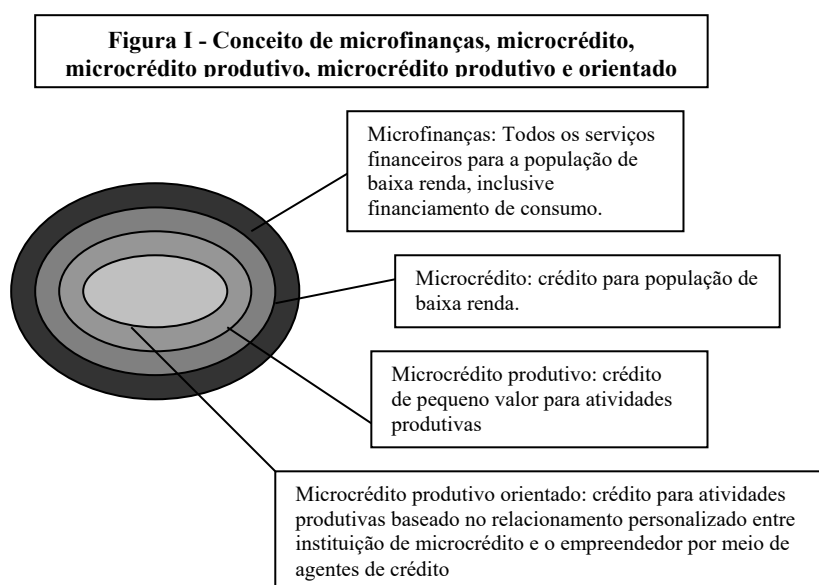 Figura I - Conceito de microfinanças, microcrédito,
microcrédito produtivo, microcrédito produtivo e orientado
Microfinanças: Todos os serviços
financeiros para a população de
baixa renda, inclusive
financiamento de consumo.
Microcrédito: crédito para população de
baixa renda.
Microcrédito produtivo: crédito
de pequeno valor para atividades
produtivas
Microcrédito produtivo orientado: crédito para atividades
produtivas baseado no relacionamento personalizado entre
instituição de microcrédito e o empreendedor por meio de
agentes de crédito